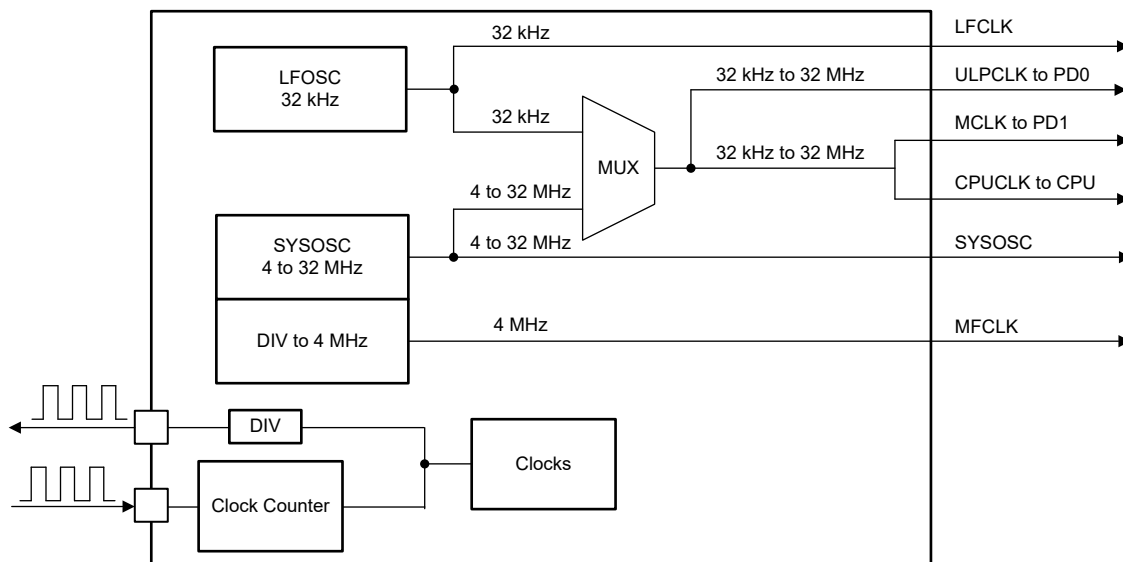 32 kHz
LFCLK
LFOSC
32 kHz
32 kHz to 32 MHz
ULPCLK to PD0
32 kHz
MCLK to PD1
MUX
32 kHz to 32 MHz
4 to 32 MHz
CPUCLK to CPU
SYSOSC
4 to 32 MHz
4 to 32 MHz
SYSOSC
DIV to 4 MHz
4 MHz
MFCLK
DIV
Clocks
Clock Counter